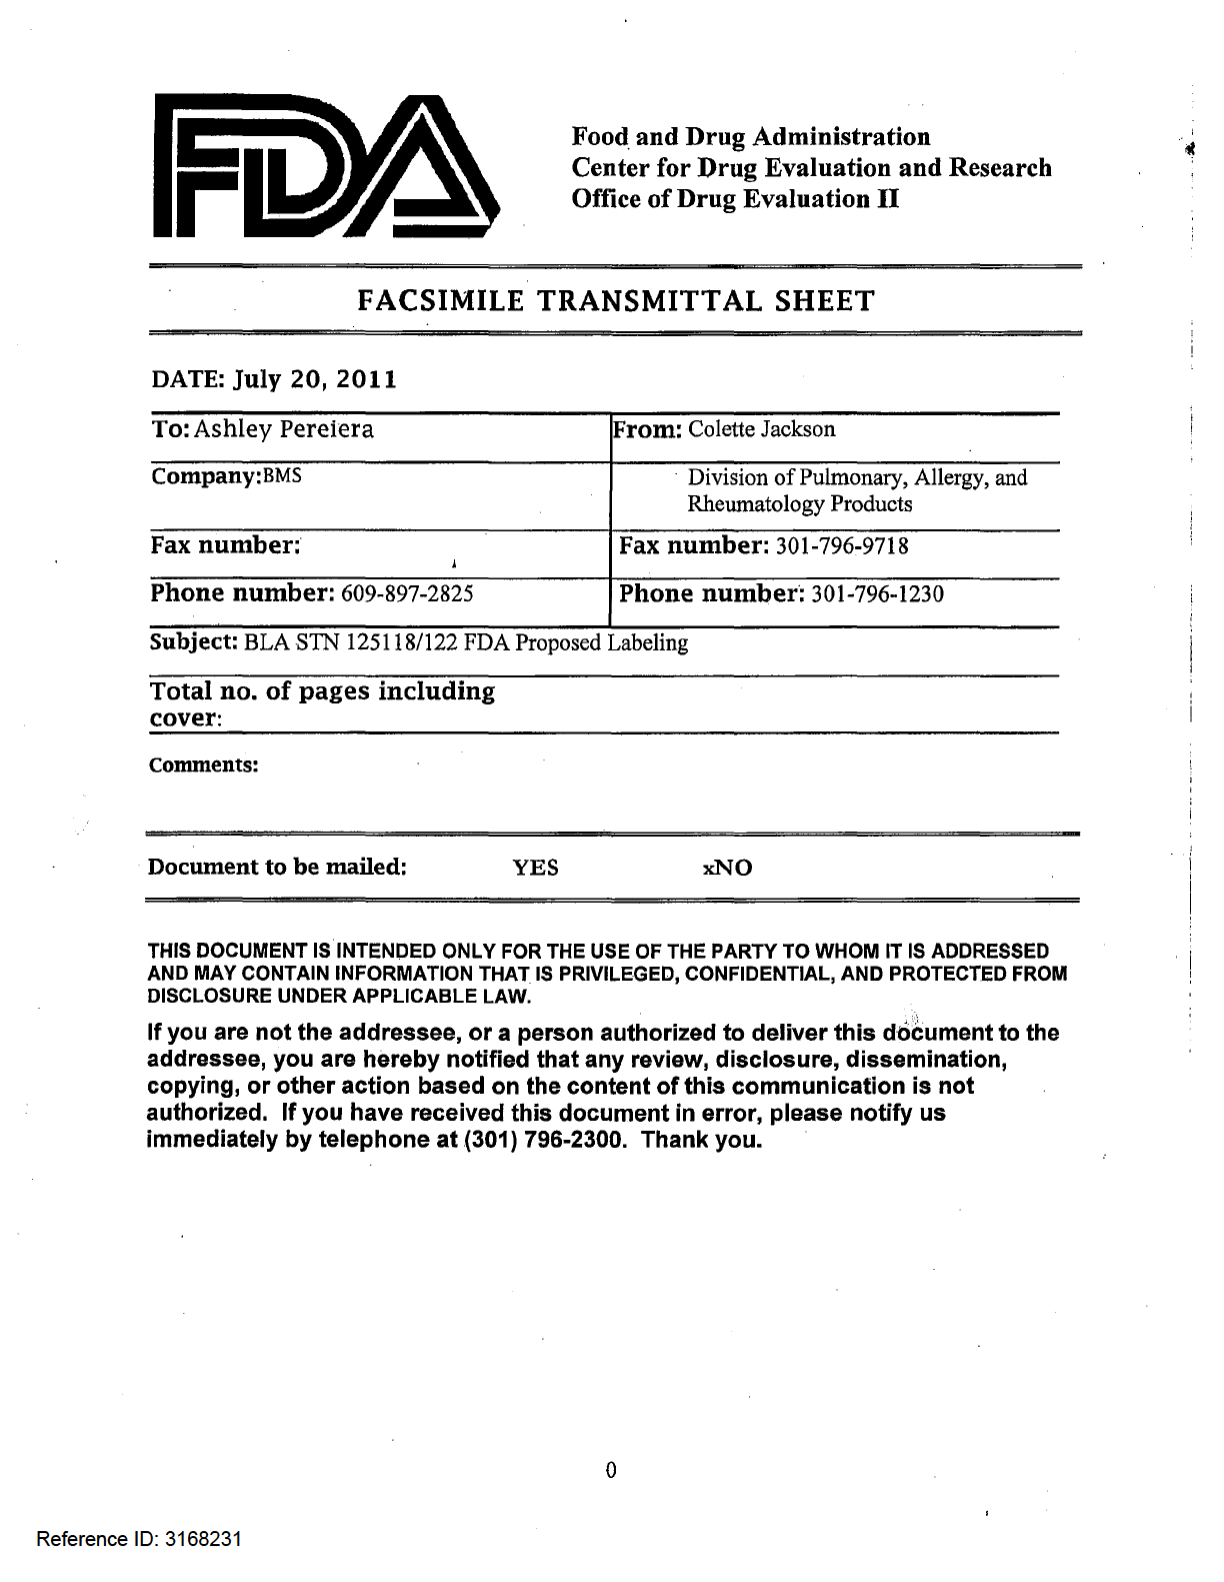 FDA
Food and Drug Administration
Center for Drug Evaluation and Research
Office of Drug Evaluation II
FACSIMILE TRANSMITTAL SHEET
DATE: July 20, 2011
To: Ashley Pereiera
From: Colette Jackson
Company:BMS
Division of Pulmonary, Allergy, and
Rheumatology Products
Fax number:
Fax number: 301-796-9718
Phone number: 609-897-2825
Phone number: 301-796-1230
Subject: BLA STN 125118/122 FDA Proposed Labeling
Total no. of pages including
cover:
Comments:
Document to be mailed: YES xNO
THIS DOCUMENT IS INTENDED ONLY FOR THE USE OF THE PARTY TO WHOM IT IS ADDRESSED
AND MAY CONTAIN INFORMATION THAT IS PRIVILEGED, CONFIDENTIAL, AND PROTECTED FROM
DISCLOSURE UNDER APPLICABLE LAW.
If you are not the addressee, or a person authorized to deliver this document to the
addressee, you are hereby notified that any review, disclosure, dissemination,
copying, or other action based on the content of this communication is not
authorized. If you have received this document in error, please notify us
immediately by telephone at (301) 796-2300. Thank you.
0
Reference ID: 3168231